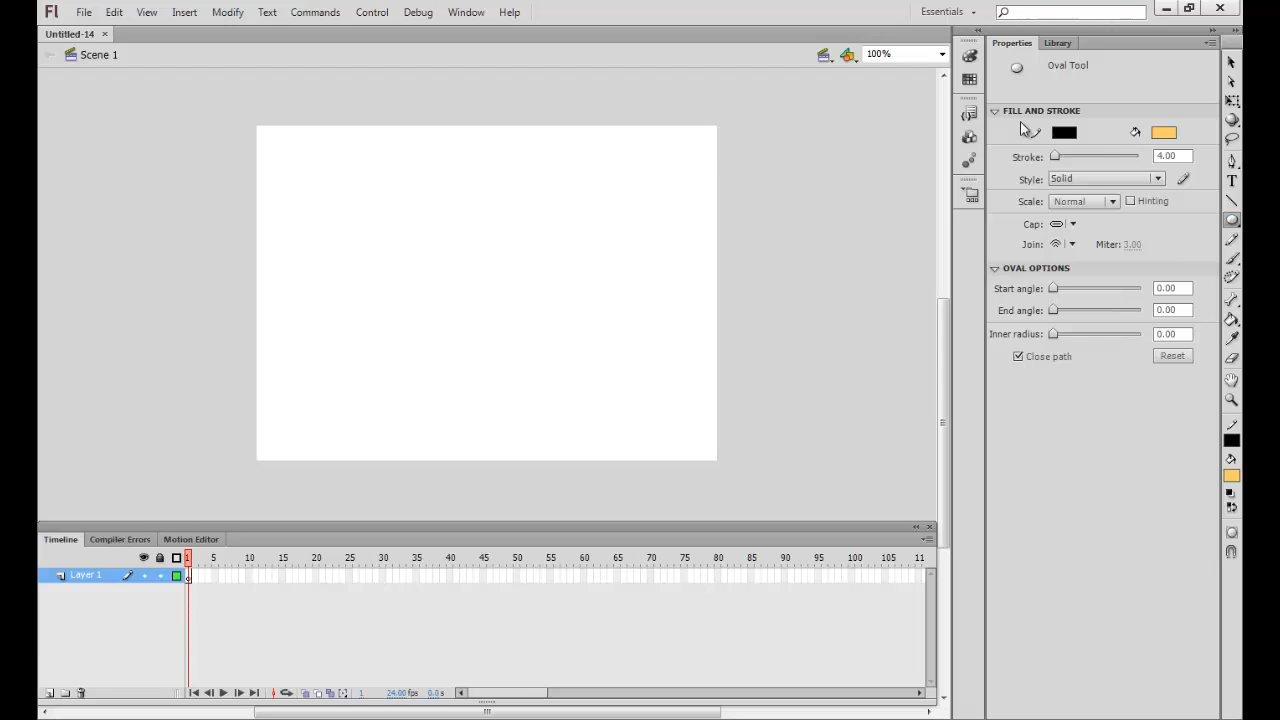 Fl File Edit View Insert Modify Text Commands Control Debug Window Help Essentials
Untitled-14
Scene 1 100%
Properties Library
Oval Tool
FILL AND STROKE
Stroke: 4.00
Style: Solid
Scale: Normal Hinting
Cap:
Join: Miter: 3.00
OVAL OPTIONS
Start angle: 0.00
End angle: 0.00
Inner radius: 0.00
Close path Reset
T
Timeline Compiler Errors Motion Editor
1 5 10 15 20 25 30 35 40 45 50 55 60 65 70 75 80 85 90 95 100 105 11
Layer 1
1 24.00 fps 0.0 s